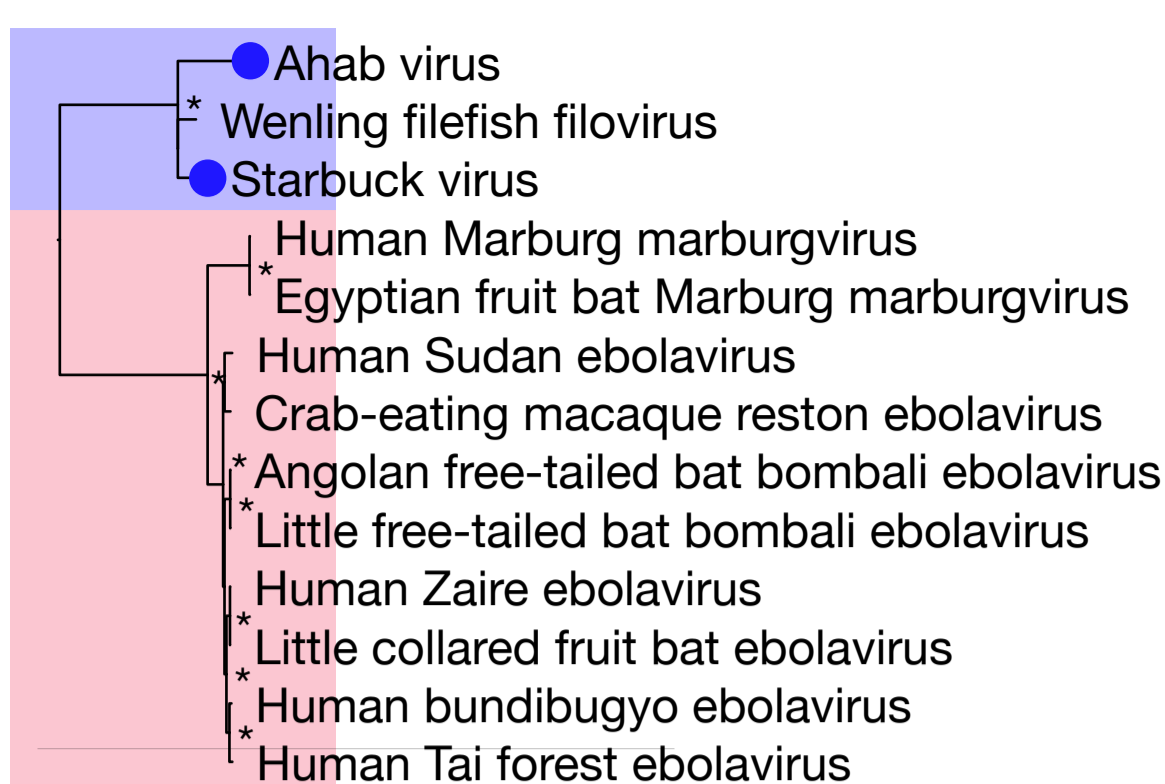 Ahab virus
* Wenling filefish filovirus
Starbuck virus
Human Marburg marburgvirus
*
Egyptian fruit bat Marburg marburgvirus
Human Sudan ebolavirus
*
Crab-eating macaque reston ebolavirus
* Angolan free-tailed bat bombali ebolavirus
*
Little free-tailed bat bombali ebolavirus
Human Zaire ebolavirus
*
Little collared fruit bat ebolavirus
*
Human bundibugyo ebolavirus
*
Human Tai forest ebolavirus